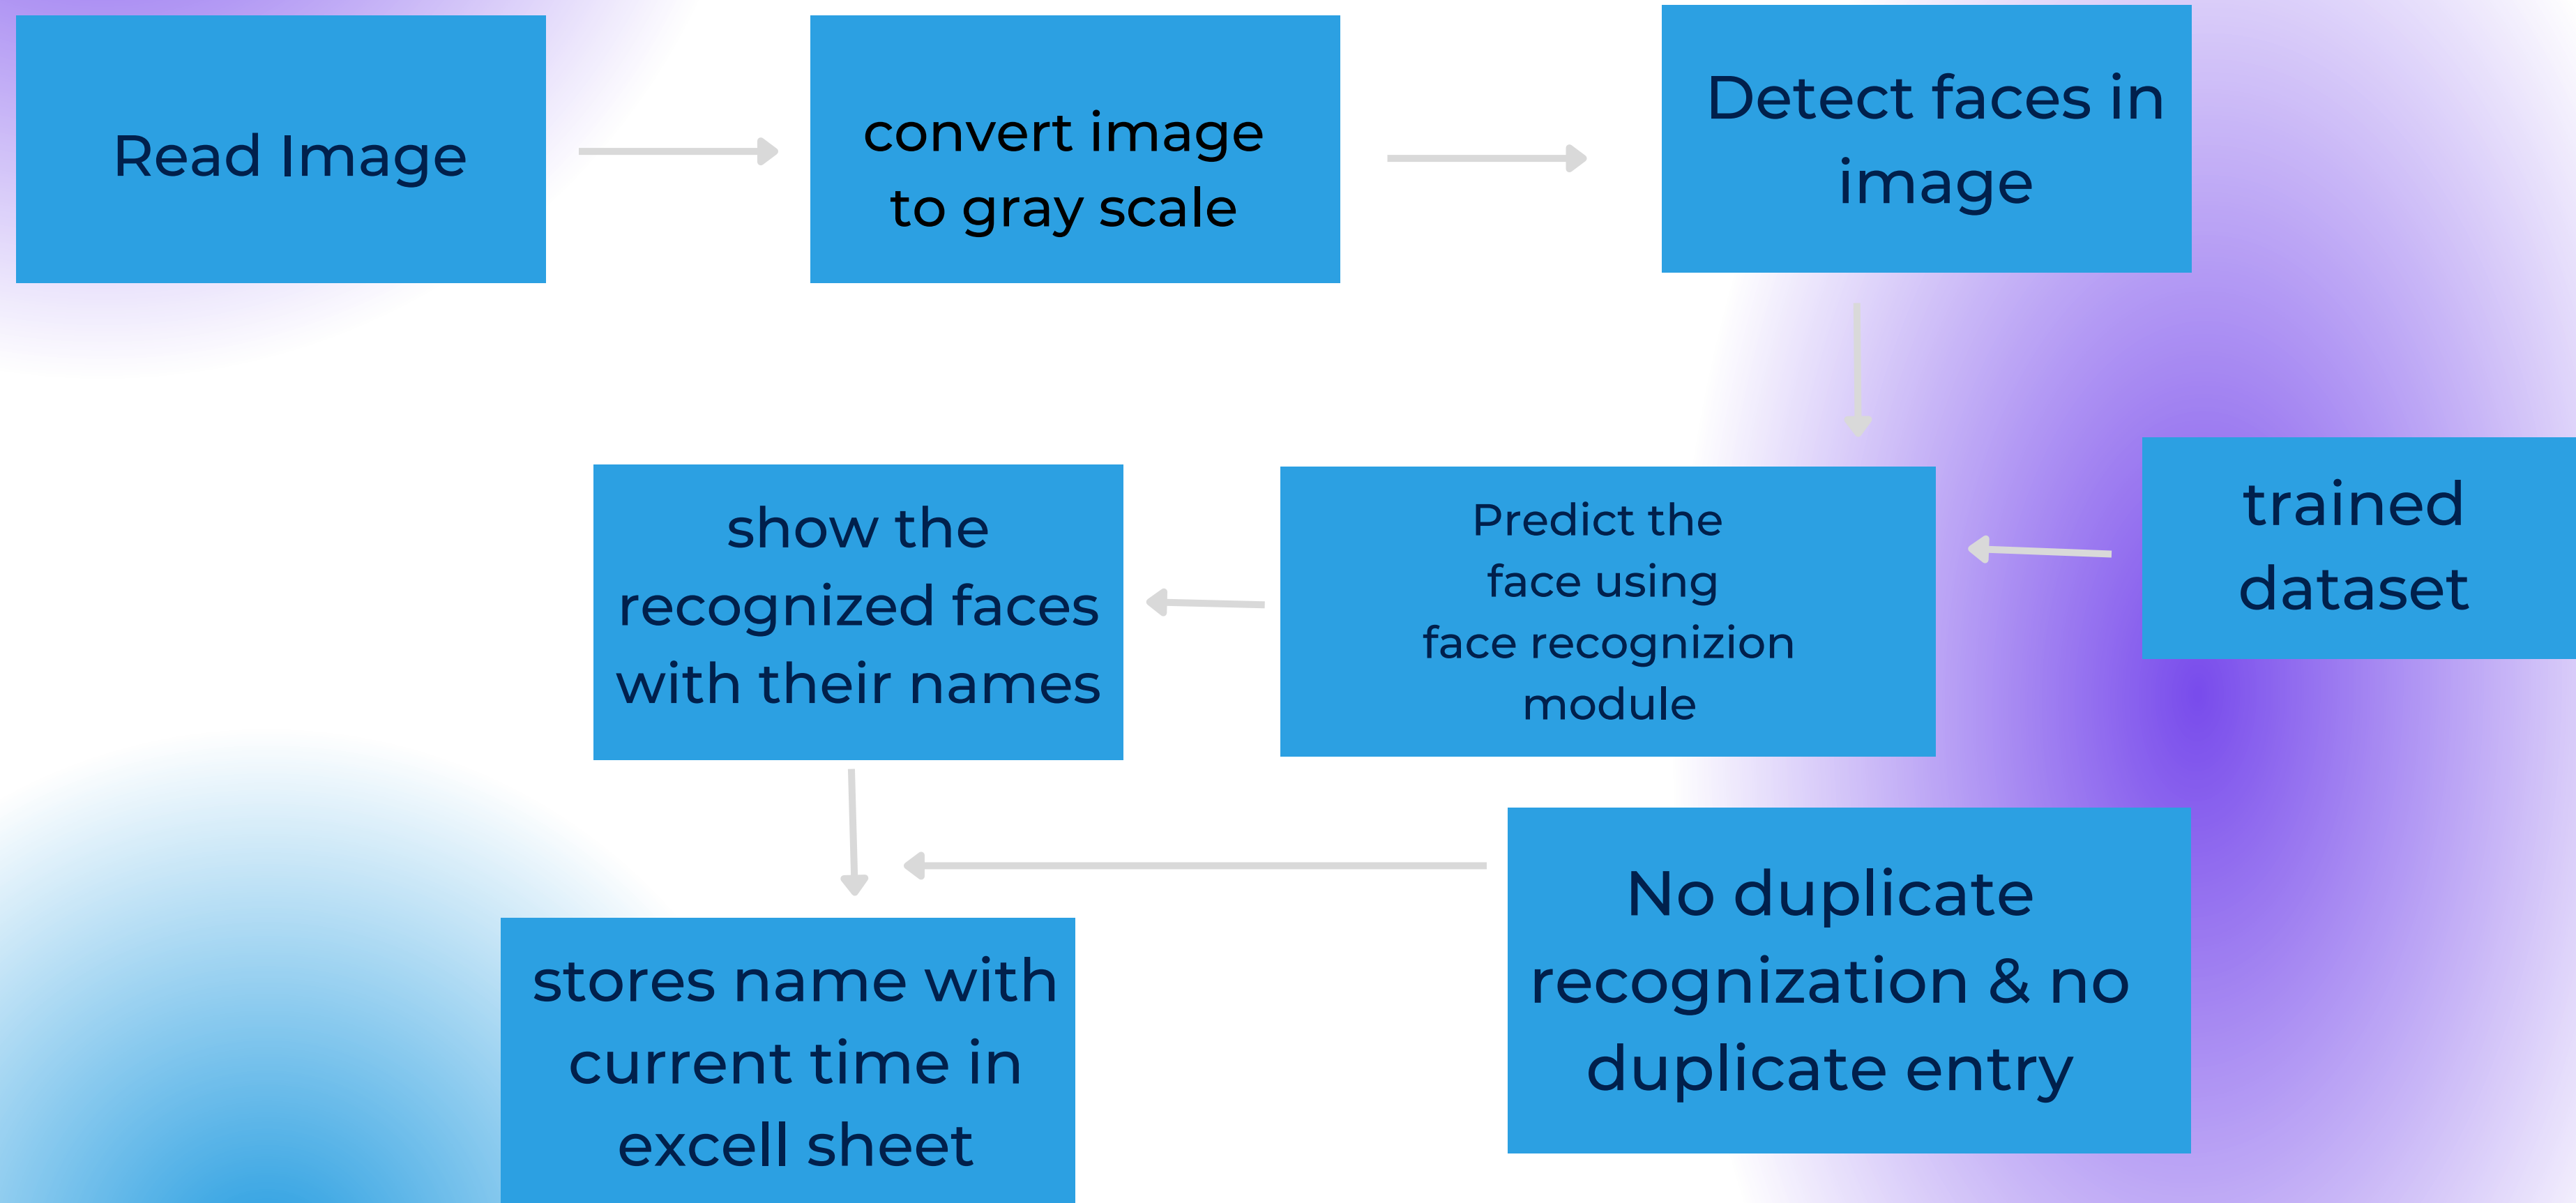 Read Image
convert image
to gray scale
Detect faces in
image
trained
dataset
Predict the
face using
face recognizion
module
show the
recognized faces
with their names
No duplicate
recognization & no
duplicate entry
stores name with
current time in
excell sheet